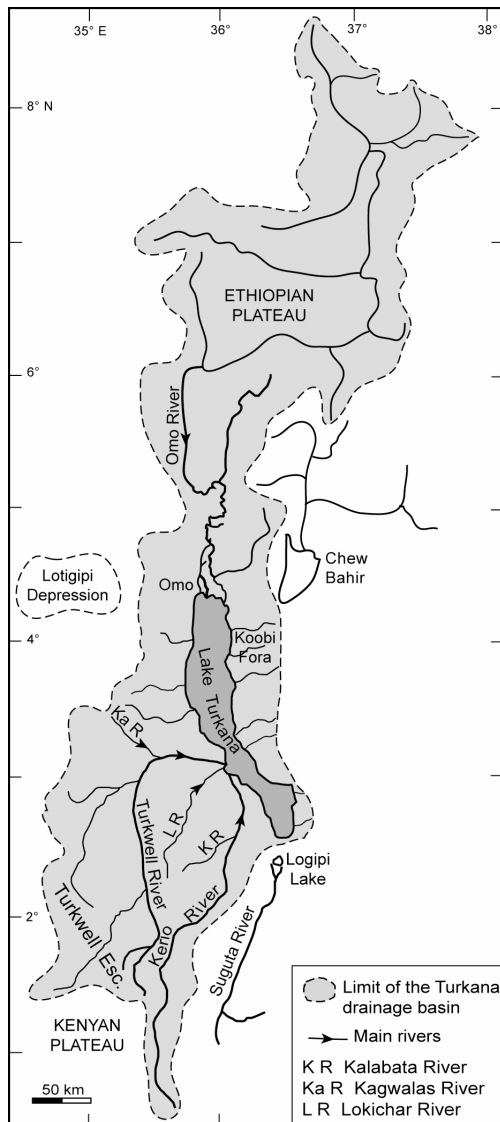 35° E
36°
37°
38°
8° N
ETHIOPIAN
PLATEAU
6°
Omo River
Chew
Bahir
Lotigipi
Depression
Omo
4°
Koobi
Fora
Lake Turkana
Ka R
L R
K R
Turkwell River
Logipi
Lake
2°
Turkwell
Esc.
Kerio River
Suguta River
KENYAN
PLATEAU
50 km
Limit of the Turkana
drainage basin
Main rivers
K R Kalabata River
Ka R Kagwalas River
L R Lokichar River